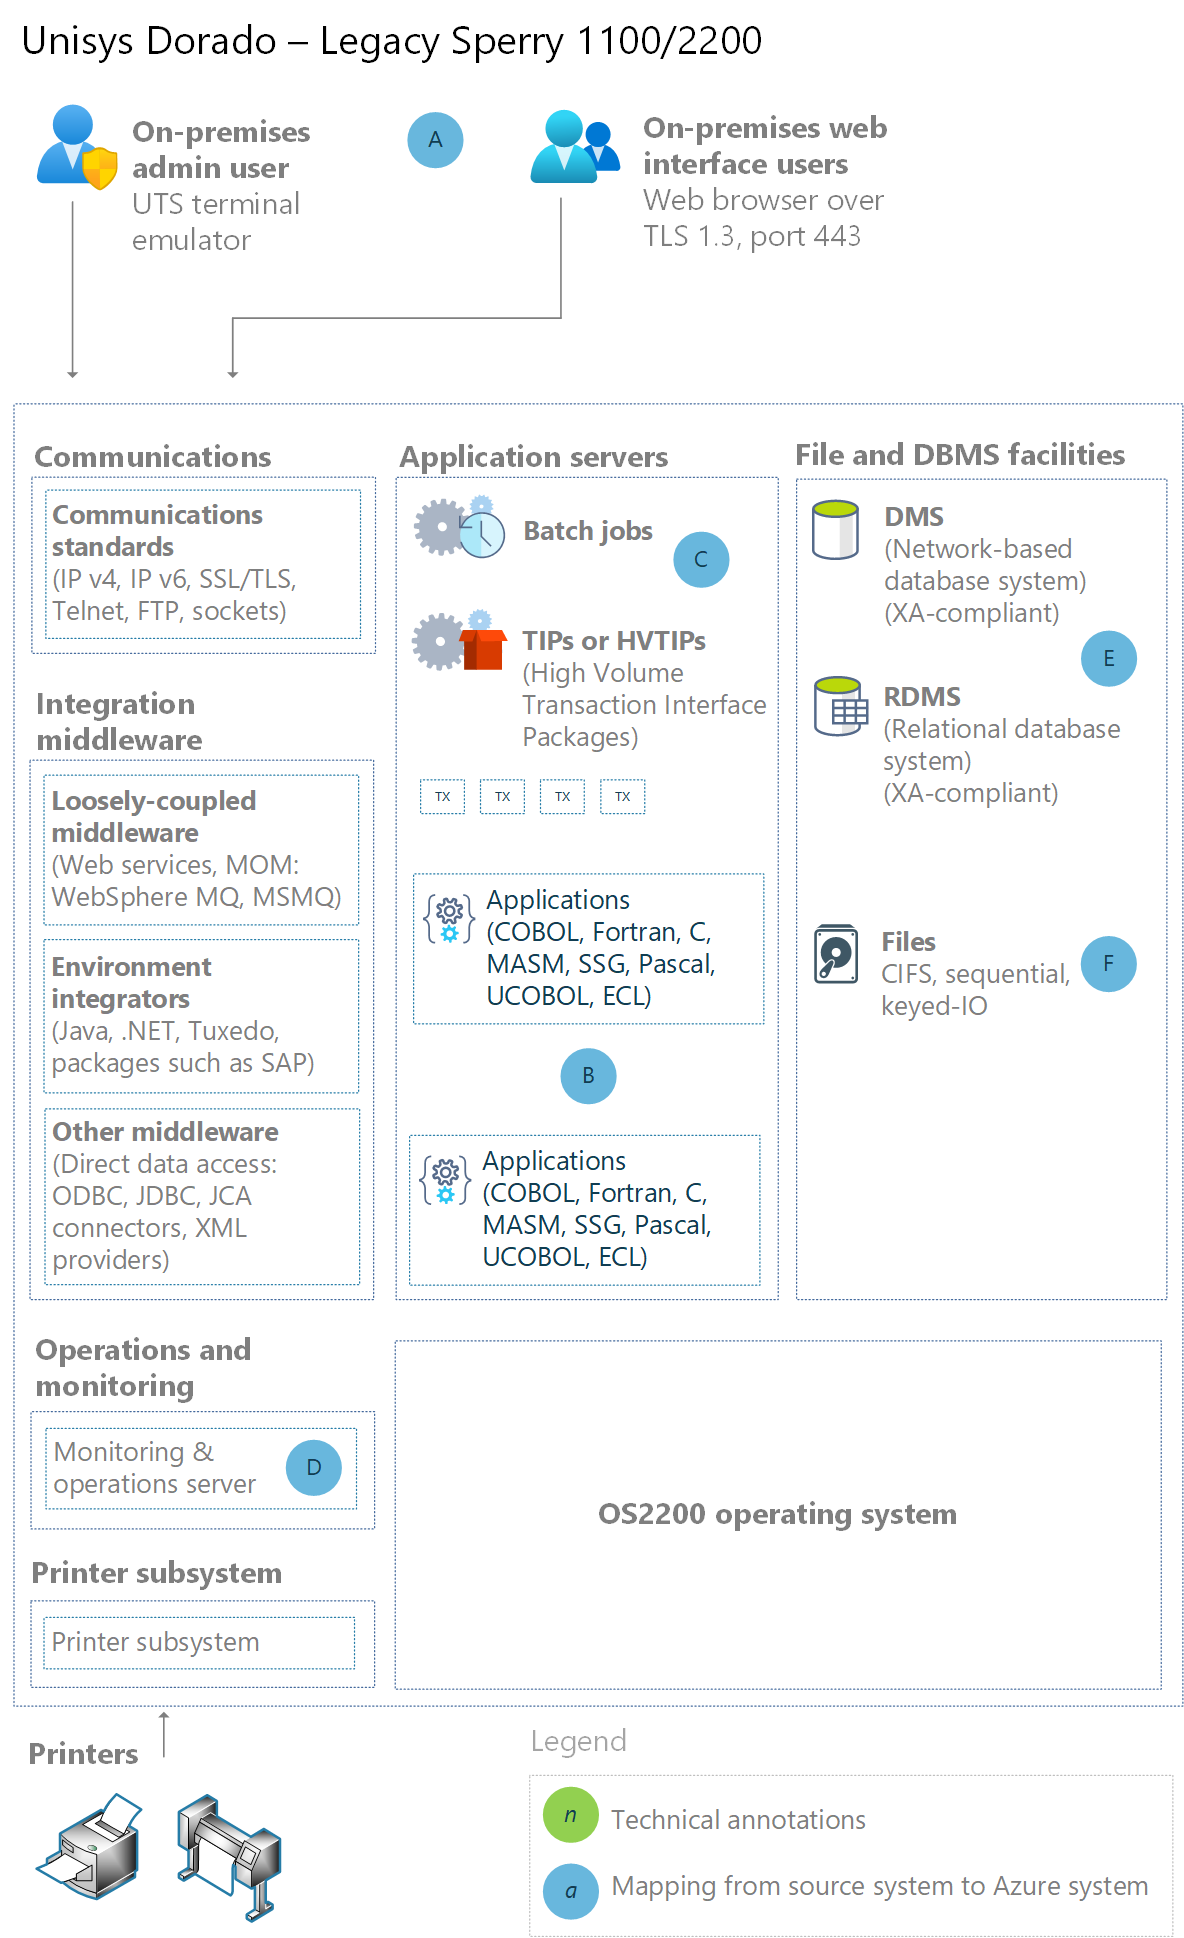 Unisys Dorado – Legacy Sperry 1100/2200
On-premises
admin user
UTS terminal
emulator
A
On-premises web
interface users
Web browser over
TLS 1.3, port 443
Communications
Communications
standards
(IP v4, IP v6, SSL/TLS,
Telnet, FTP, sockets)
Integration
middleware
Loosely-coupled
middleware
(Web services, MOM:
WebSphere MQ, MSMQ)
Environment
integrators
(Java, .NET, Tuxedo,
packages such as SAP)
Other middleware
(Direct data access:
ODBC, JDBC, JCA
connectors, XML
providers)
Application servers
Batch jobs
C
TIPs or HVTIPs
(High Volume
Transaction Interface
Packages)
TX
TX
TX
TX
Applications
(COBOL, Fortran, C,
MASM, SSG, Pascal,
UCOBOL, ECL)
B
Applications
(COBOL, Fortran, C,
MASM, SSG, Pascal,
UCOBOL, ECL)
File and DBMS facilities
DMS
(Network-based
database system)
(XA-compliant)
E
RDMS
(Relational database
system)
(XA-compliant)
Files
CIFS, sequential,
keyed-IO
F
Operations and
monitoring
Monitoring &
operations server
D
Printer subsystem
Printer subsystem
OS2200 operating system
Printers
Legend
n
Technical annotations
a
Mapping from source system to Azure system